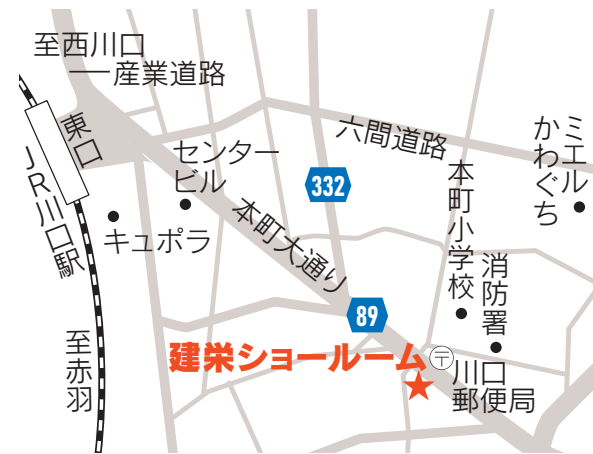 至西川口
産業道路
東口
JR川口駅
センター
ビル
キュポラ
本町大通り
六間道路
332
89
本町小学校
ミエル
かわぐち
消防署
至赤羽
建栄ショールーム
〒
川口
郵便局